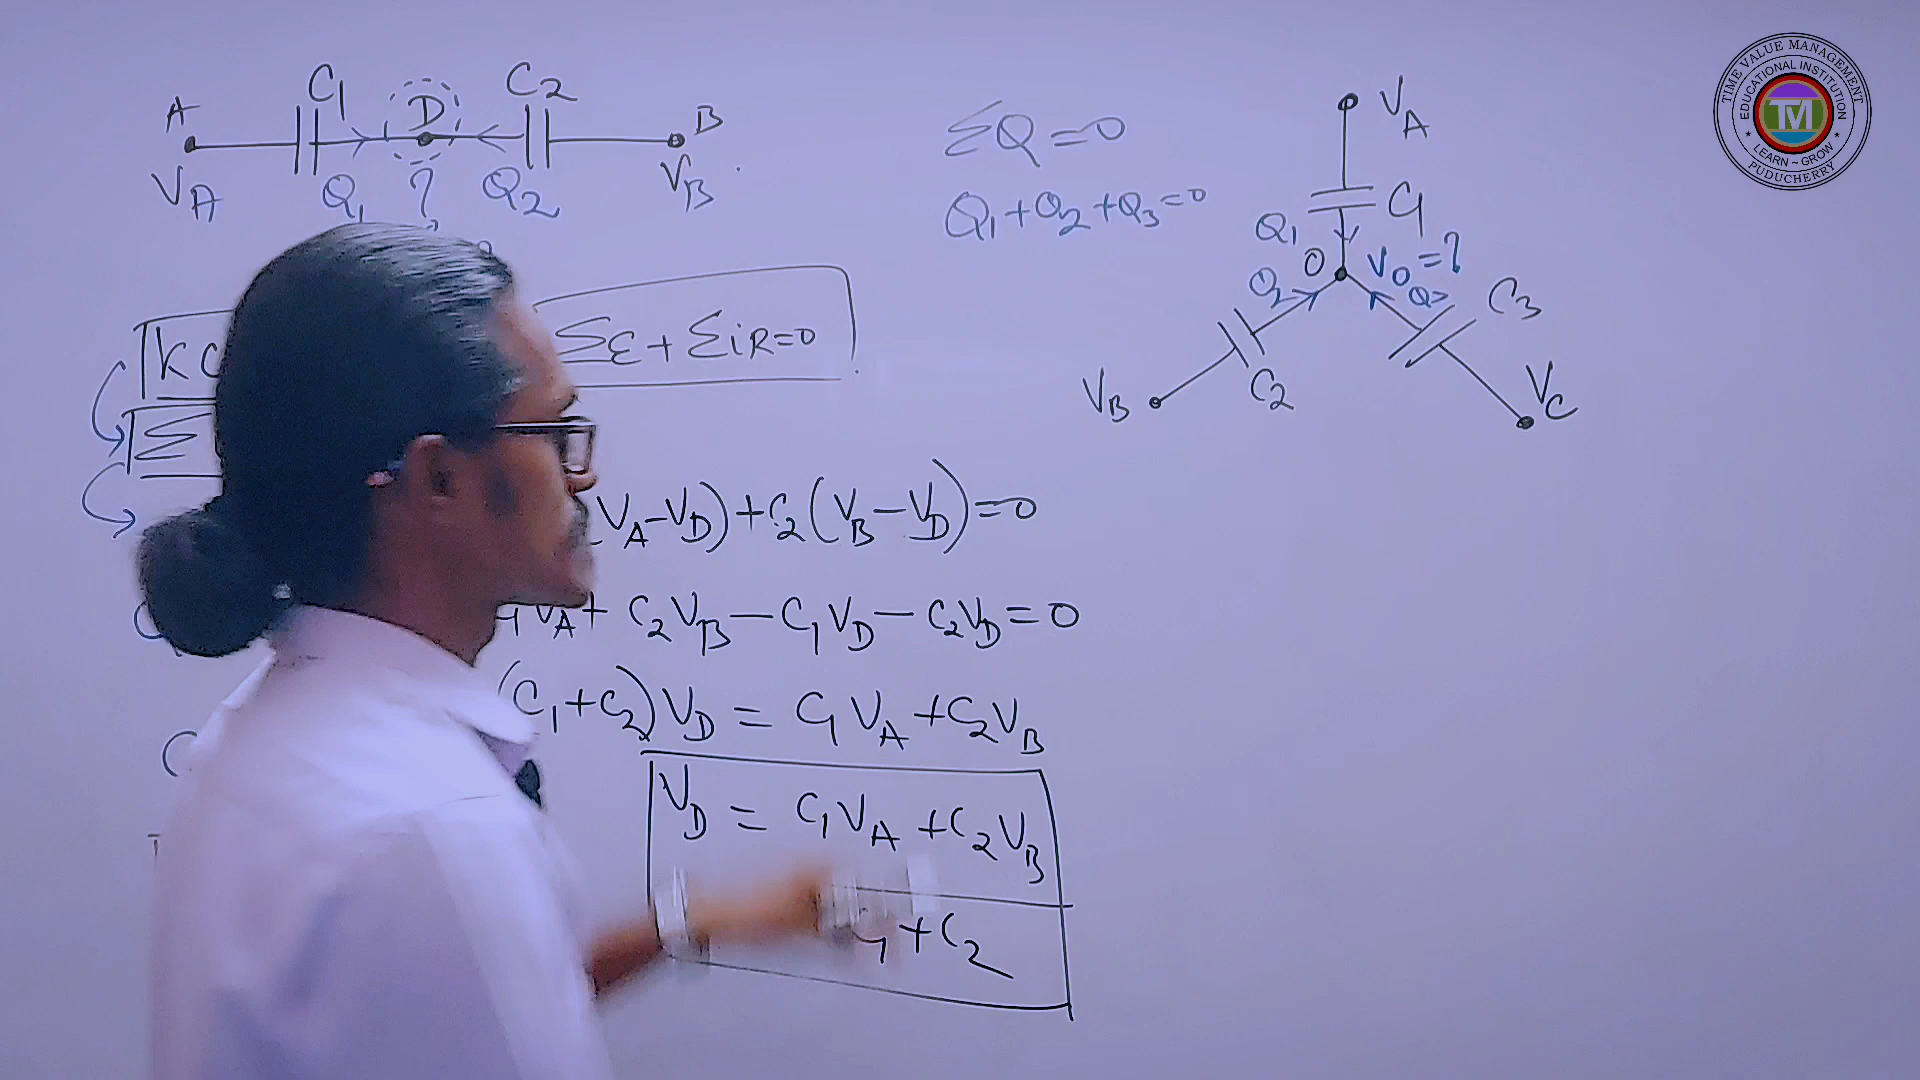 A C1 D C2 B
VA Q1 ? Q2 VB
ΣE + ΣiR=0
Σ
VA-VD)+C2(VB-VD)=0
VA+ C2VB-C1VD-C2VD=0
(C1+C2)VD = C1VA+C2VB
VD = C1VA+C2VB
C1+C2
ΣQ=0
Q1+Q2+Q3=0
VA
C1
Q1
O VO=?
Q2 Q3 C3
VB C2 VC
TIME VALUE MANAGEMENT
EDUCATIONAL INSTITUTION
TVM
LEARN ~ GROW
PUDUCHERRY